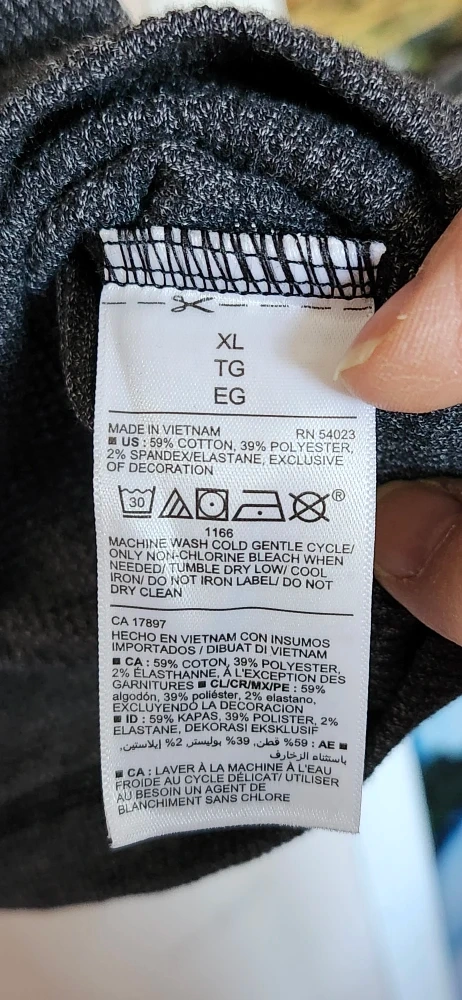 XL
TG
EG
MADE IN VIETNAM RN 54023
■ US : 59% COTTON, 39% POLYESTER,
2% SPANDEX/ELASTANE, EXCLUSIVE
OF DECORATION
30 ®
1166
MACHINE WASH COLD GENTLE CYCLE/
ONLY NON-CHLORINE BLEACH WHEN
NEEDED/ TUMBLE DRY LOW/ COOL
IRON/ DO NOT IRON LABEL/ DO NOT
DRY CLEAN
CA 17897
HECHO EN VIETNAM CON INSUMOS
IMPORTADOS / DIBUAT DI VIETNAM
■ CA : 59% COTON, 39% POLYESTER,
2% ÉLASTHANNE, À L'EXCEPTION DES
GARNITURES ■ CL/CR/MX/PE : 59%
algodón, 39% poliéster, 2% elastano,
EXCLUYENDO LA DECORACION
■ ID : 59% KAPAS, 39% POLISTER, 2%
ELASTANE, DEKORASI EKSKLUSIF
■ AE : 59% قطن, 39% بوليستر, 2% إيلاستين,
باستثناء الزخارف
■ CA : LAVER À LA MACHINE À L'EAU
FROIDE AU CYCLE DÉLICAT/ UTILISER
AU BESOIN UN AGENT DE
BLANCHIMENT SANS CHLORE